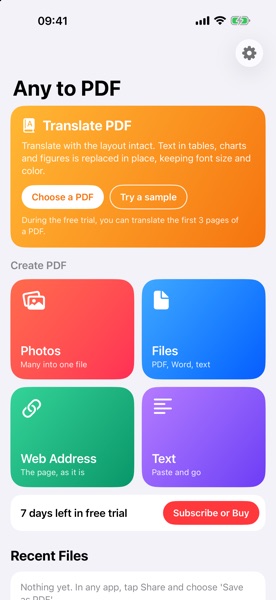 09:41
Any to PDF
Translate PDF
Translate with the layout intact. Text in tables, charts
and figures is replaced in place, keeping font size and
color.
Choose a PDF
Try a sample
During the free trial, you can translate the first 3 pages of
a PDF.
Create PDF
Photos
Many into one file
Files
PDF, Word, text
Web Address
The page, as it is
Text
Paste and go
7 days left in free trial
Subscribe or Buy
Recent Files
Nothing yet. In any app, tap Share and choose 'Save
as PDF'